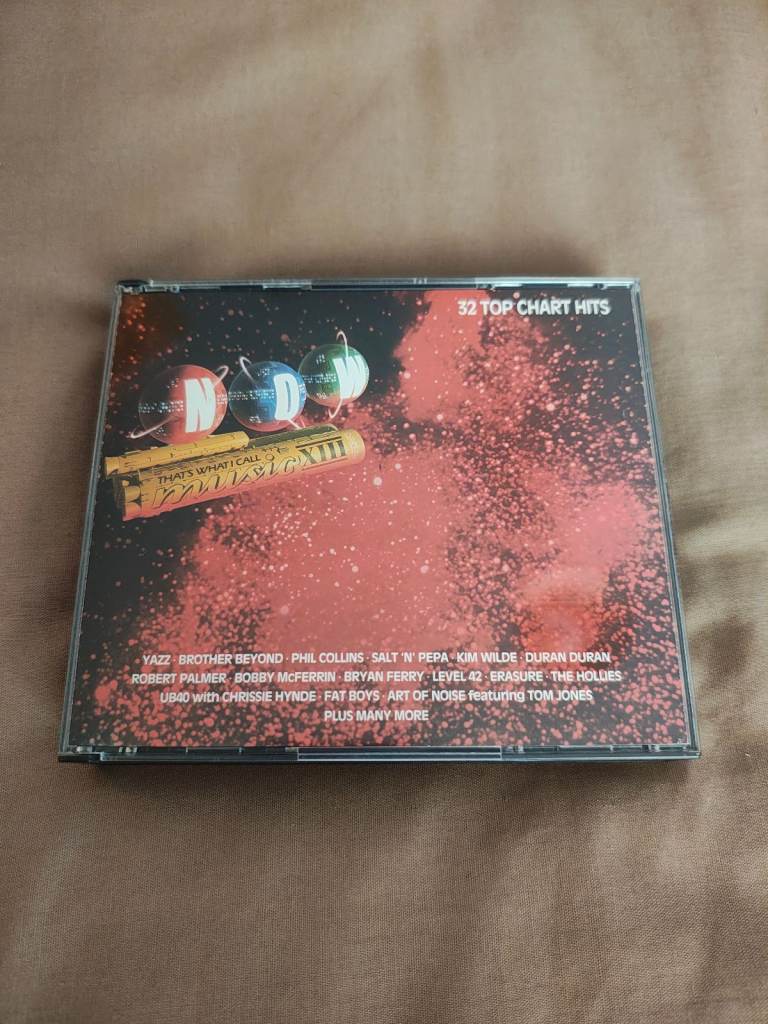 32 TOP CHART HITS
NOW
THAT'S WHAT I CALL
music XIII
YAZZ · BROTHER BEYOND · PHIL COLLINS · SALT 'N' PEPA · KIM WILDE · DURAN DURAN
ROBERT PALMER · BOBBY McFERRIN · BRYAN FERRY · LEVEL 42 · ERASURE · THE HOLLIES
UB40 with CHRISSIE HYNDE · FAT BOYS · ART OF NOISE featuring TOM JONES
PLUS MANY MORE